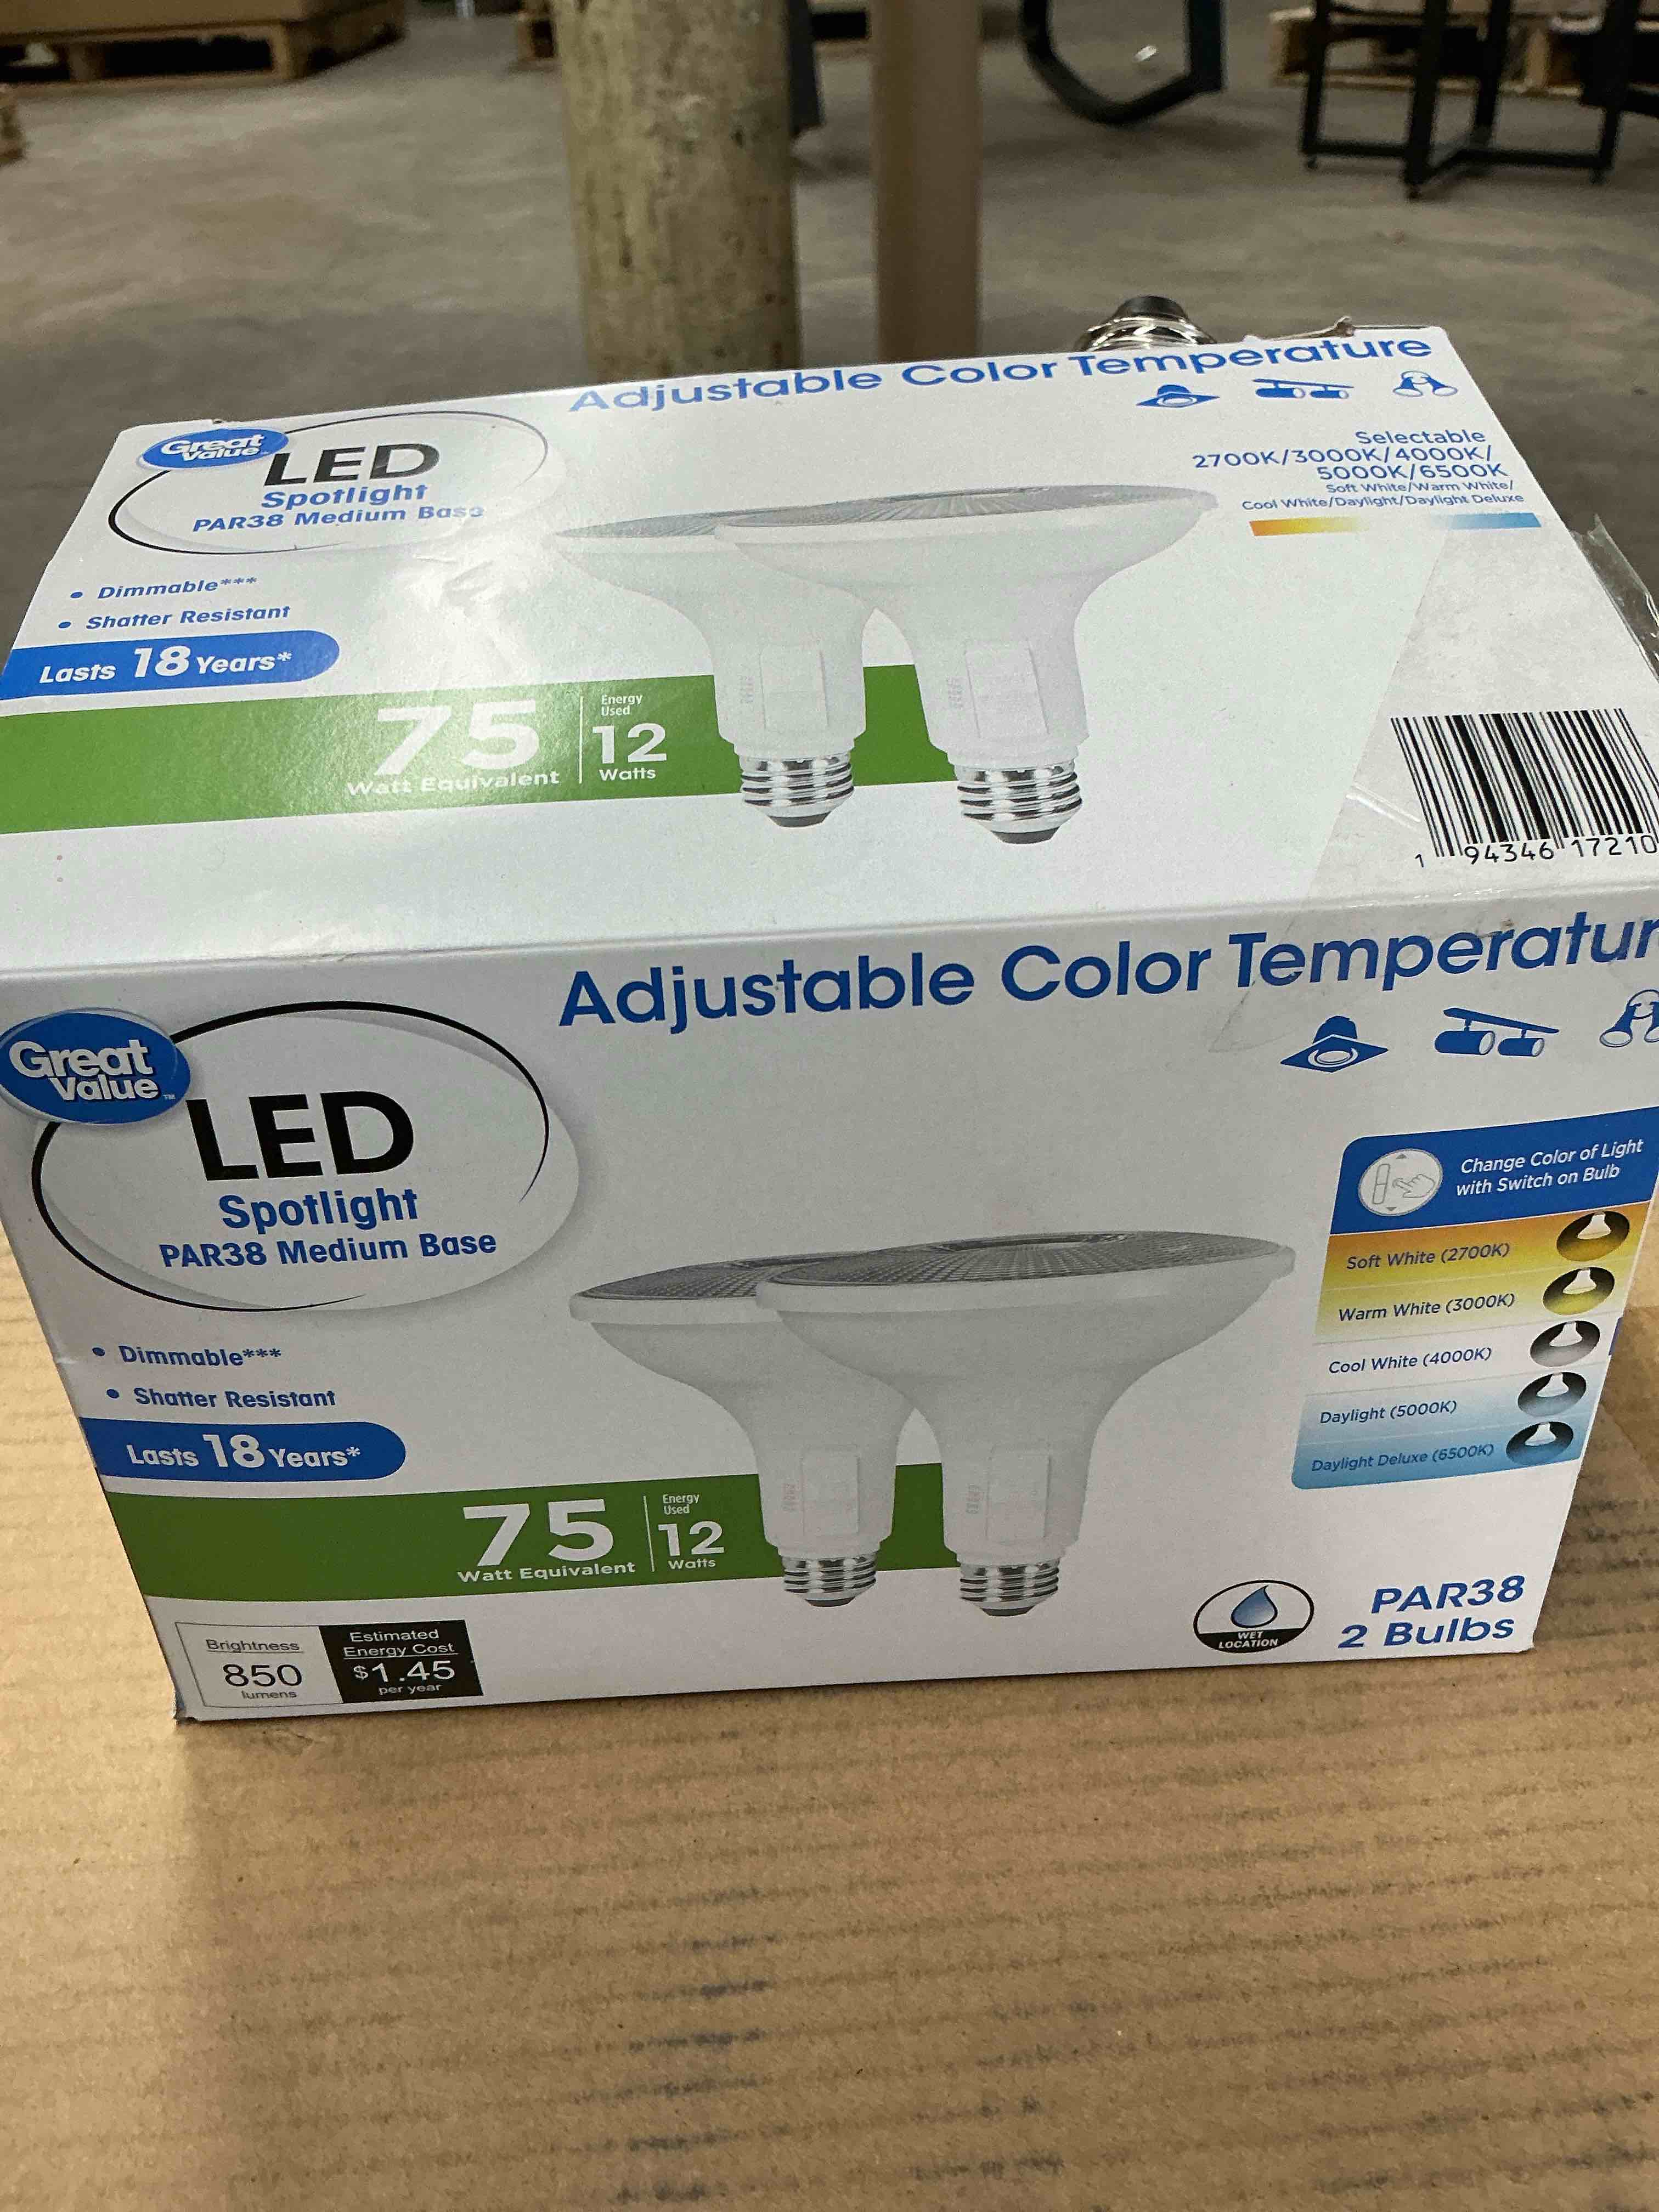 Adjustable Color Temperature
Great
Value
LED
Spotlight
PAR38 Medium Base
Selectable
2700K/3000K/4000K/
5000K/6500K
Soft White/Warm White/
Cool White/Daylight/Daylight Deluxe
• Dimmable***
• Shatter Resistant
Lasts 18 Years*
75
Watt Equivalent
Energy
Used
12
Watts
1 94346 17210
Adjustable Color Temperatur
Great
Value™
LED
Spotlight
PAR38 Medium Base
Change Color of Light
with Switch on Bulb
Soft White (2700K)
Warm White (3000K)
Cool White (4000K)
Daylight (5000K)
Daylight Deluxe (6500K)
• Dimmable***
• Shatter Resistant
Lasts 18 Years*
75
Watt Equivalent
Energy
Used
12
Watts
Brightness
850
lumens
Estimated
Energy Cost
$1.45
per year
WET
LOCATION
PAR38
2 Bulbs